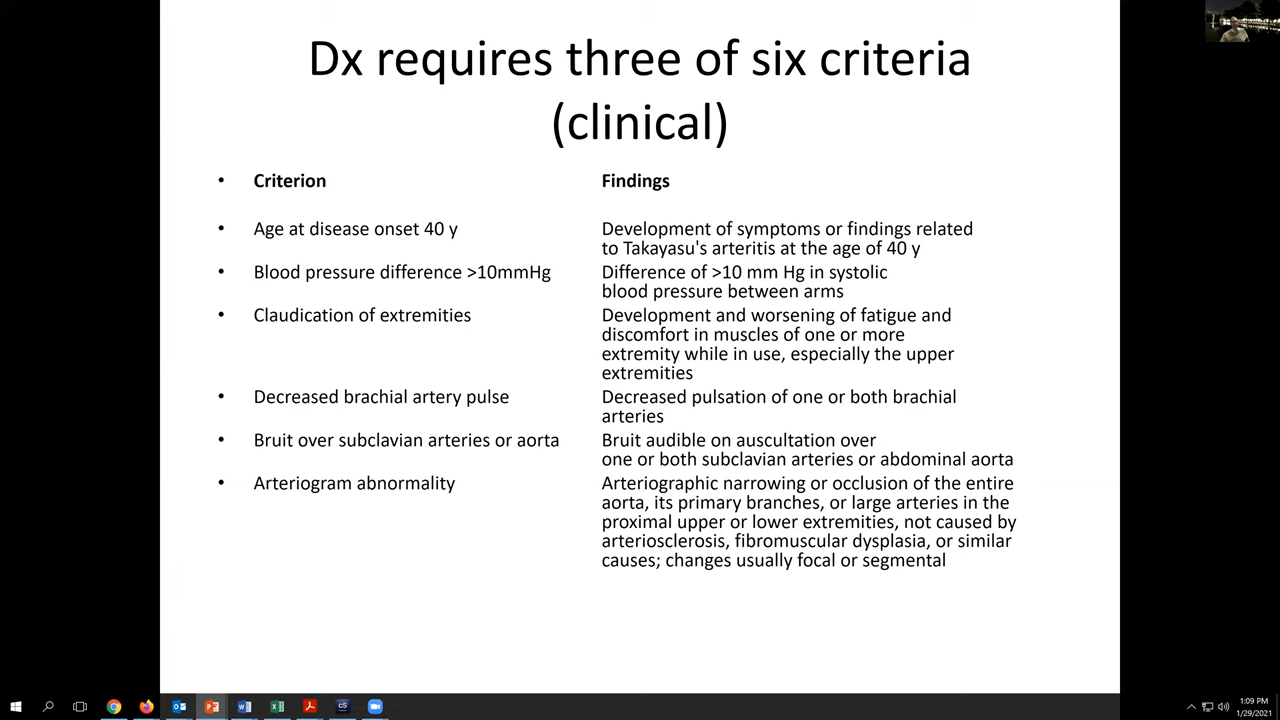 Dx requires three of six criteria
(clinical)
• Criterion Findings
• Age at disease onset 40 y Development of symptoms or findings related
to Takayasu's arteritis at the age of 40 y
• Blood pressure difference >10mmHg Difference of >10 mm Hg in systolic
blood pressure between arms
• Claudication of extremities Development and worsening of fatigue and
discomfort in muscles of one or more
extremity while in use, especially the upper
extremities
• Decreased brachial artery pulse Decreased pulsation of one or both brachial
arteries
• Bruit over subclavian arteries or aorta Bruit audible on auscultation over
one or both subclavian arteries or abdominal aorta
• Arteriogram abnormality Arteriographic narrowing or occlusion of the entire
aorta, its primary branches, or large arteries in the
proximal upper or lower extremities, not caused by
arteriosclerosis, fibromuscular dysplasia, or similar
causes; changes usually focal or segmental
1:09 PM
1/29/2021